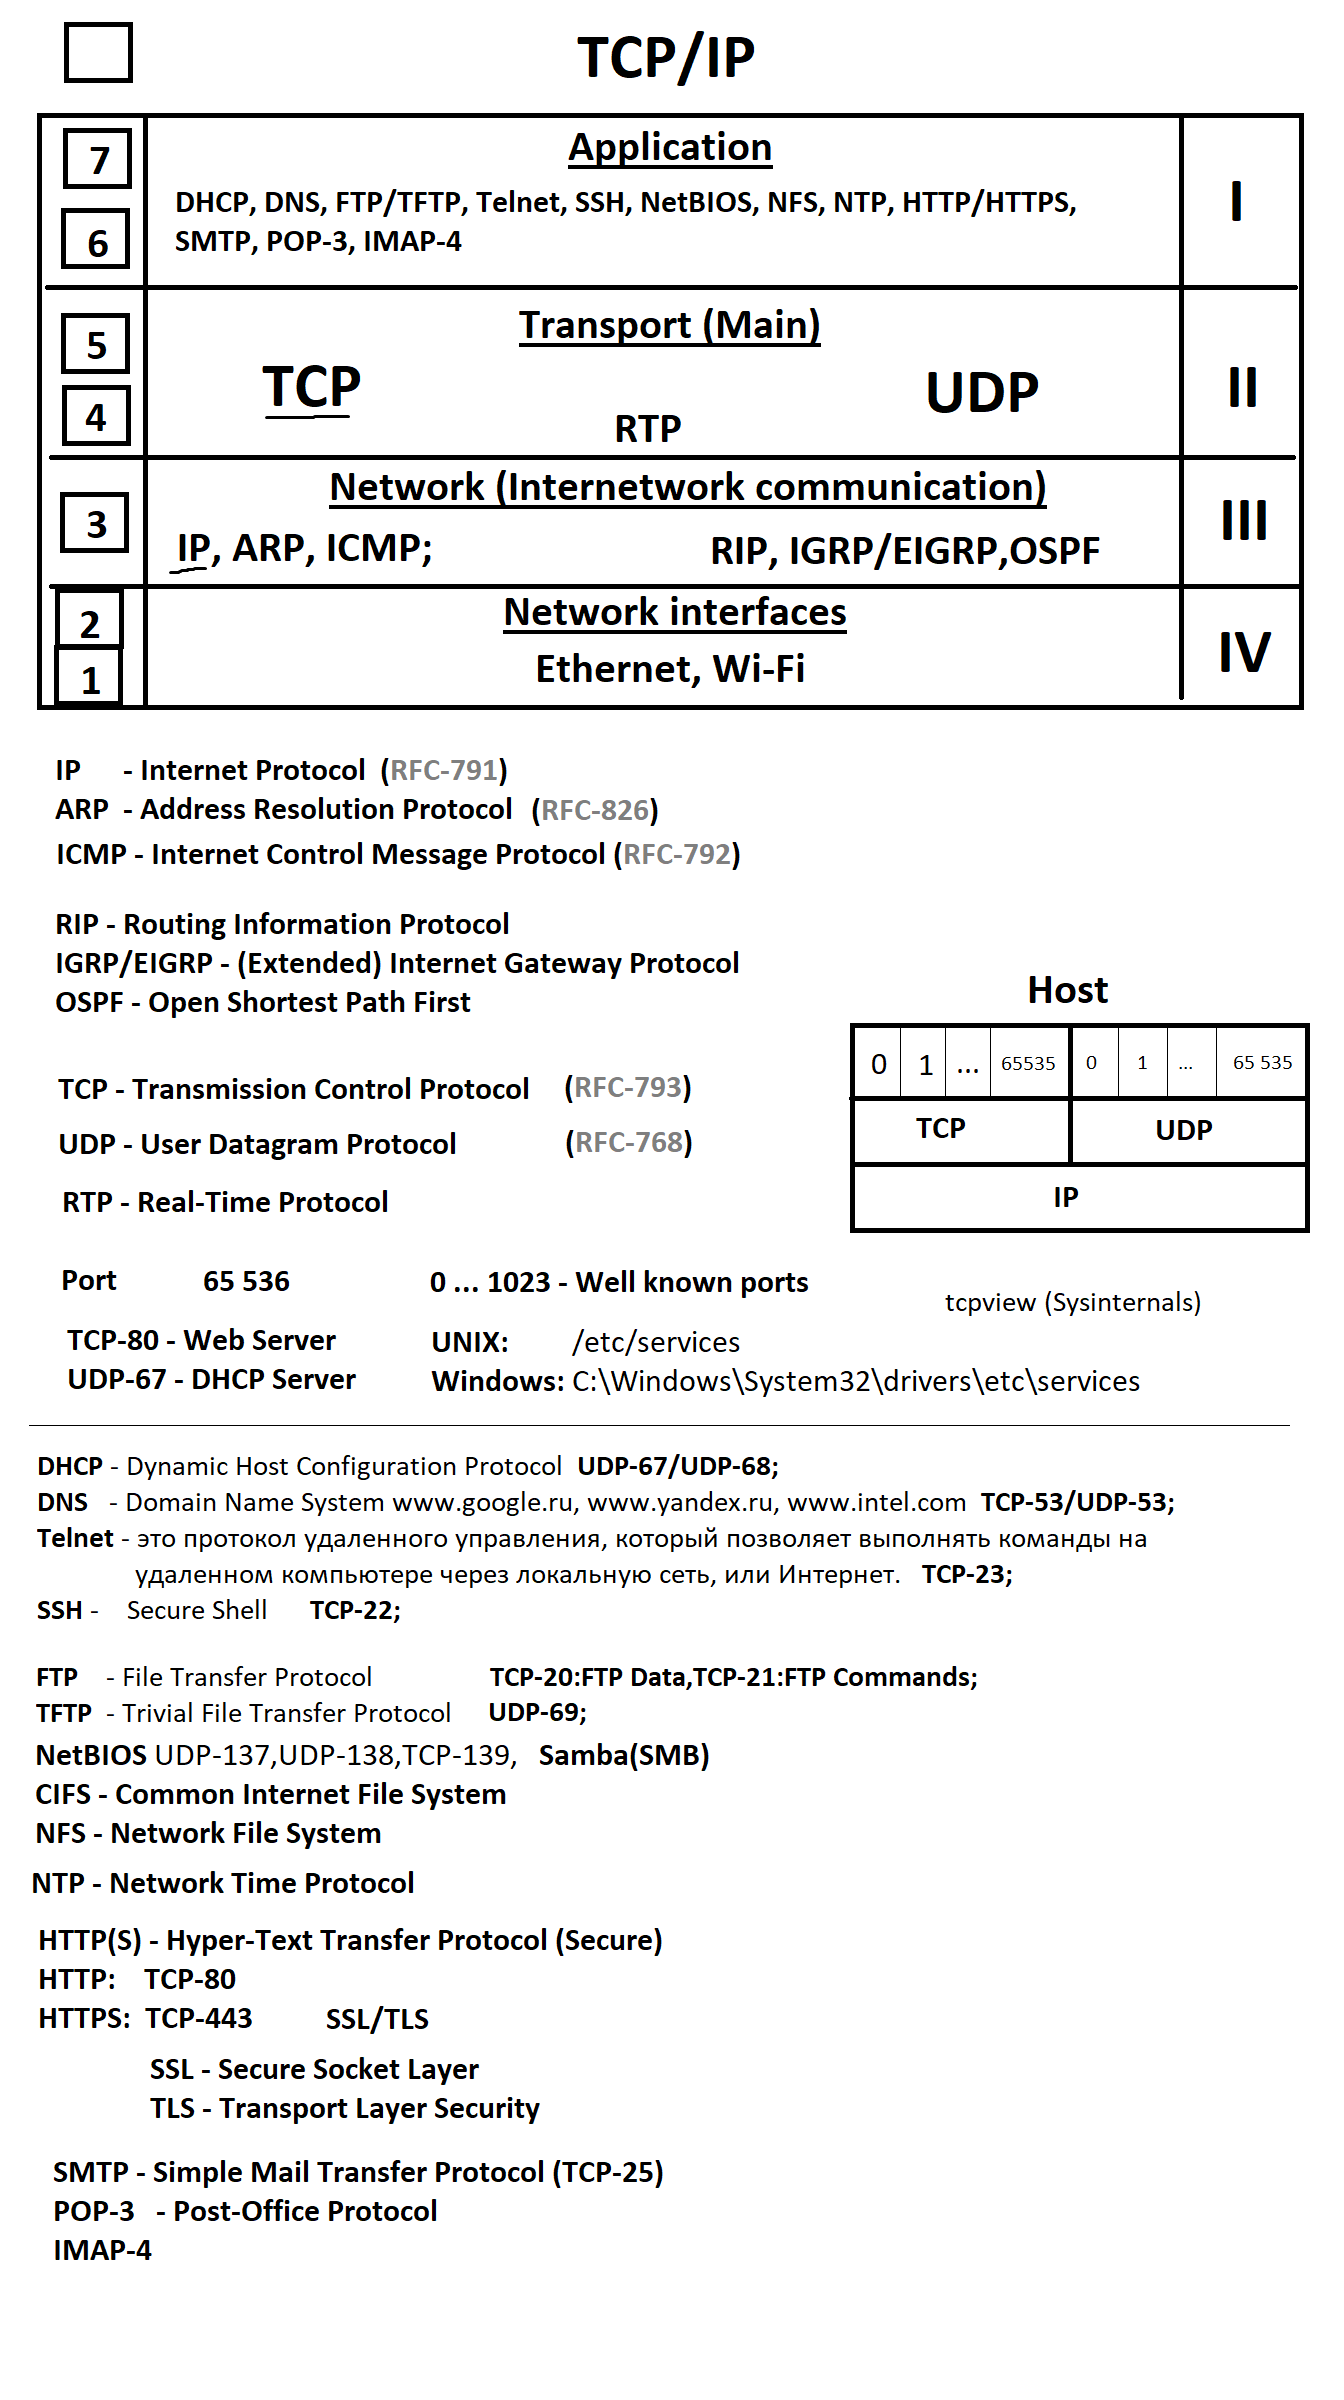 TCP/IP
7
Application
I
DHCP, DNS, FTP/TFTP, Telnet, SSH, NetBIOS, NFS, NTP, HTTP/HTTPS,
6
SMTP, POP-3, IMAP-4
5
Transport (Main)
TCP
UDP
II
4
RTP
3
Network (Internetwork communication)
III
IP, ARP, ICMP;
RIP, IGRP/EIGRP,OSPF
2
Network interfaces
IV
1
Ethernet, Wi-Fi
IP - Internet Protocol (RFC-791)
ARP - Address Resolution Protocol (RFC-826)
ICMP - Internet Control Message Protocol (RFC-792)
RIP - Routing Information Protocol
IGRP/EIGRP - (Extended) Internet Gateway Protocol
OSPF - Open Shortest Path First
Host
0 1 ... 65535 0 1 ... 65 535
TCP UDP
IP
TCP - Transmission Control Protocol (RFC-793)
UDP - User Datagram Protocol (RFC-768)
RTP - Real-Time Protocol
Port 65 536 0 ... 1023 - Well known ports
tcpview (Sysinternals)
TCP-80 - Web Server UNIX: /etc/services
UDP-67 - DHCP Server Windows: C:\Windows\System32\drivers\etc\services
DHCP - Dynamic Host Configuration Protocol UDP-67/UDP-68;
DNS - Domain Name System www.google.ru, www.yandex.ru, www.intel.com TCP-53/UDP-53;
Telnet - это протокол удаленного управления, который позволяет выполнять команды на
удаленном компьютере через локальную сеть, или Интернет. TCP-23;
SSH - Secure Shell TCP-22;
FTP - File Transfer Protocol TCP-20:FTP Data,TCP-21:FTP Commands;
TFTP - Trivial File Transfer Protocol UDP-69;
NetBIOS UDP-137,UDP-138,TCP-139, Samba(SMB)
CIFS - Common Internet File System
NFS - Network File System
NTP - Network Time Protocol
HTTP(S) - Hyper-Text Transfer Protocol (Secure)
HTTP: TCP-80
HTTPS: TCP-443 SSL/TLS
SSL - Secure Socket Layer
TLS - Transport Layer Security
SMTP - Simple Mail Transfer Protocol (TCP-25)
POP-3 - Post-Office Protocol
IMAP-4